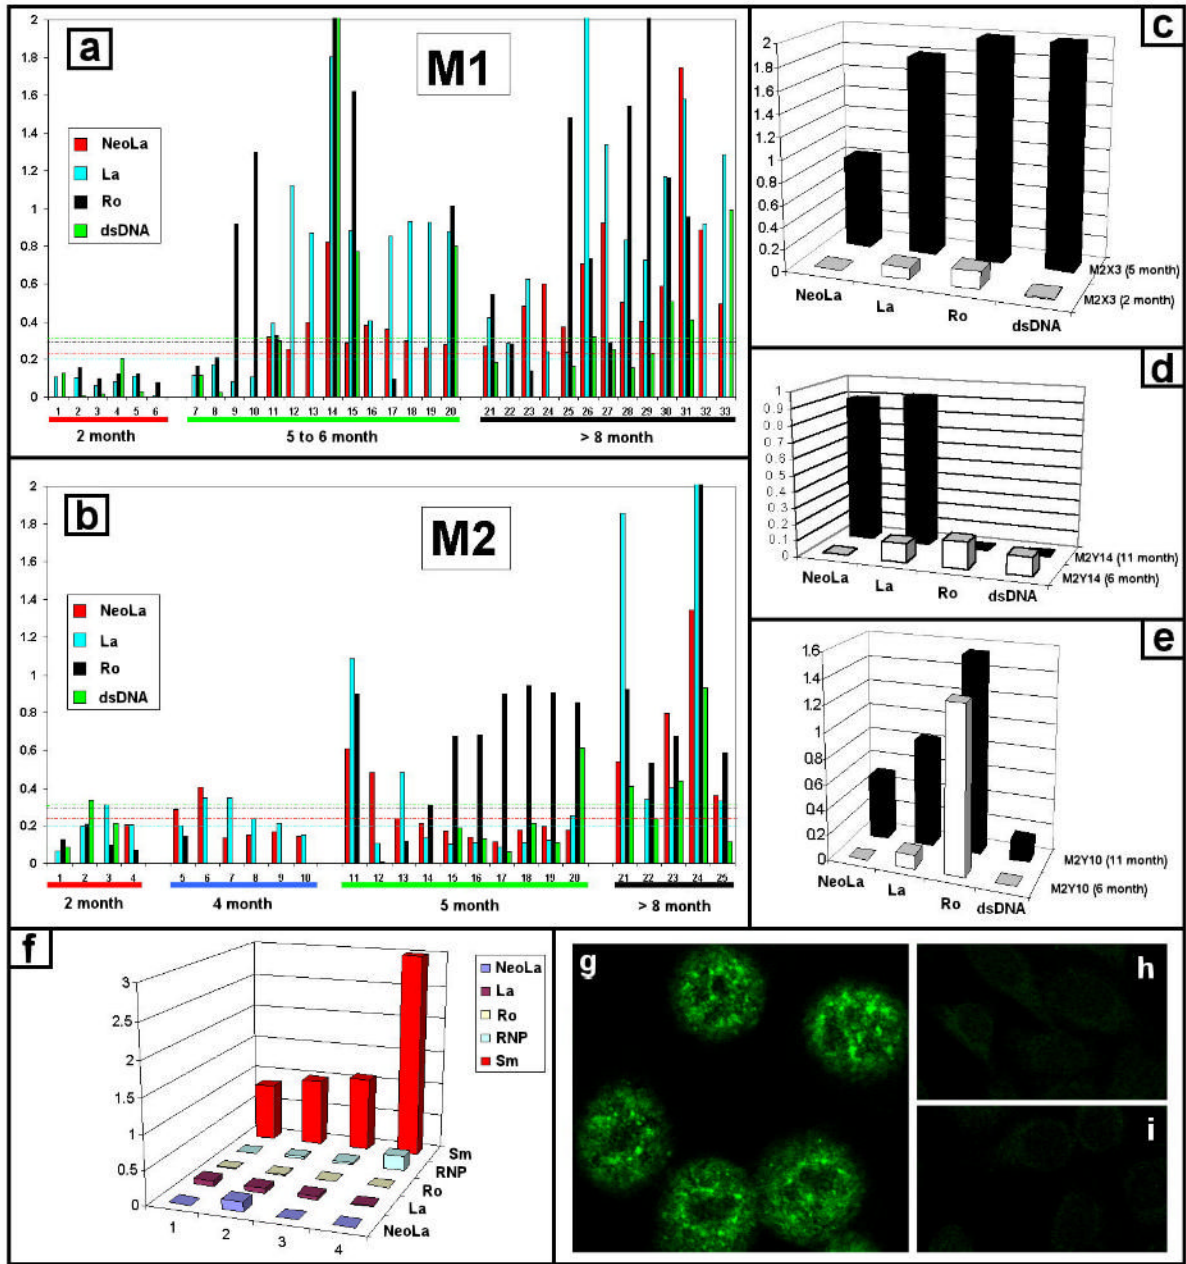 a
M1
2
1.8
1.6
1.4
1.2
1
0.8
0.6
0.4
0.2
0
NeoLa
La
Ro
dsDNA
1 2 3 4 5 6 7 8 9 10 11 12 13 14 15 16 17 18 19 20 21 22 23 24 25 26 27 28 29 30 31 32 33
2 month 5 to 6 month > 8 month
b
M2
2
1.8
1.6
1.4
1.2
1
0.8
0.6
0.4
0.2
0
NeoLa
La
Ro
dsDNA
1 2 3 4 5 6 7 8 9 10 11 12 13 14 15 16 17 18 19 20 21 22 23 24 25
2 month 4 month 5 month > 8 month
c
2
1.8
1.6
1.4
1.2
1
0.8
0.6
0.4
0.2
0
NeoLa La Ro dsDNA
M2X3 (5 month)
M2X3 (2 month)
d
1
0.9
0.8
0.7
0.6
0.5
0.4
0.3
0.2
0.1
0
NeoLa La Ro dsDNA
M2Y14 (11 month)
M2Y14 (6 month)
e
1.6
1.4
1.2
1
0.8
0.6
0.4
0.2
0
NeoLa La Ro dsDNA
M2Y10 (11 month)
M2Y10 (6 month)
f
3
2.5
2
1.5
1
0.5
0
NeoLa
La
Ro
RNP
Sm
1 2 3 4
Sm
RNP
Ro
La
NeoLa
g
h
i